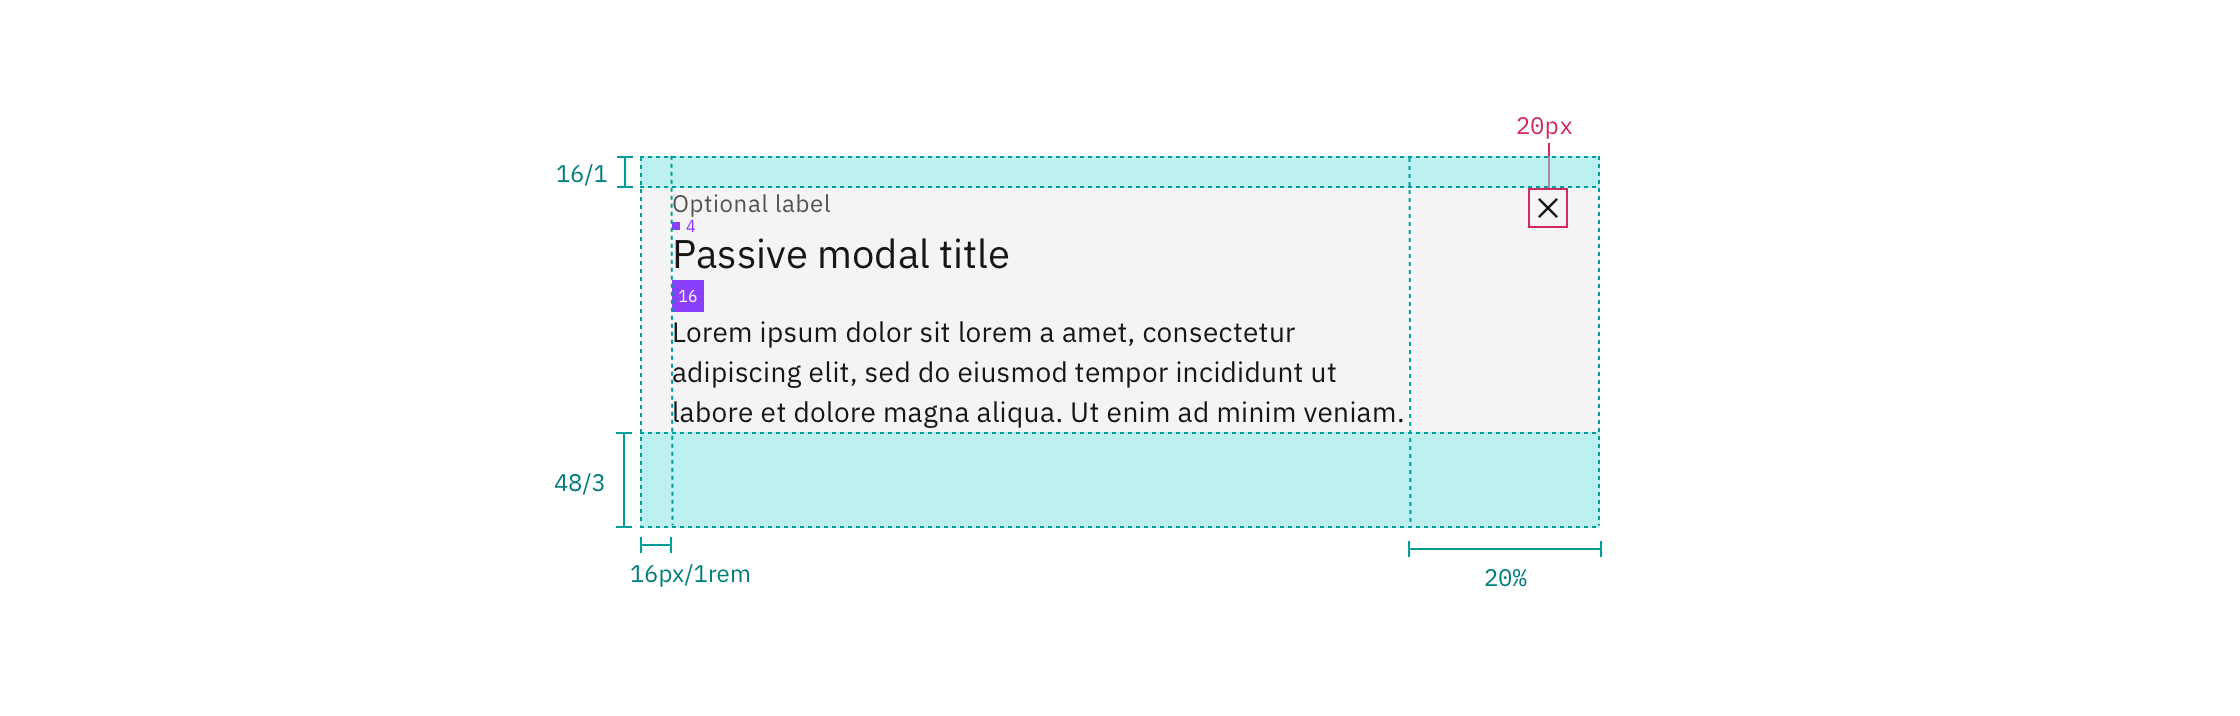 20px
16/1
Optional label
4
Passive modal title
16
Lorem ipsum dolor sit lorem a amet, consectetur
adipiscing elit, sed do eiusmod tempor incididunt ut
labore et dolore magna aliqua. Ut enim ad minim veniam.
48/3
16px/1rem
20%